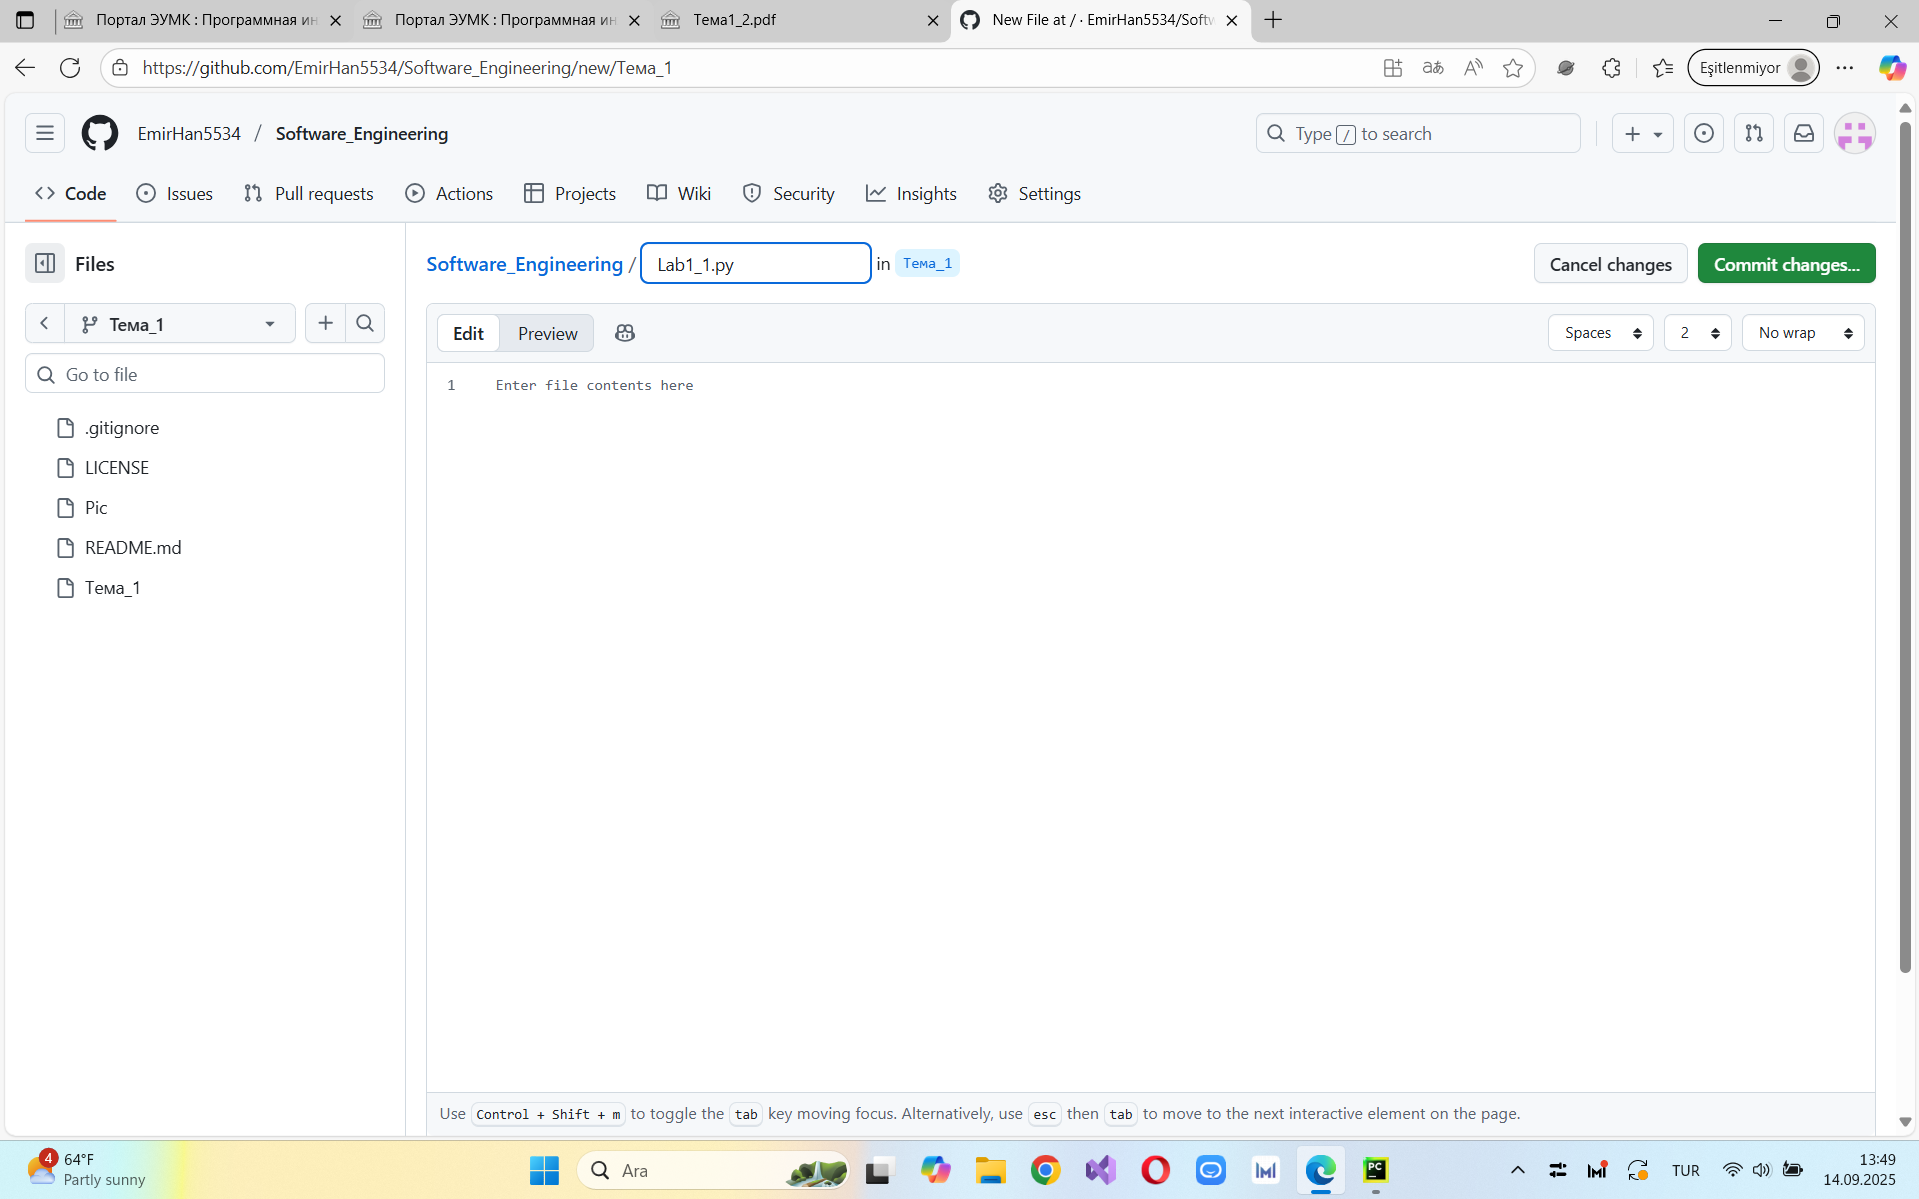 Портал ЭУМК : Программная ин
Портал ЭУМК : Программная ин
Тема1_2.pdf
New File at / · EmirHan5534/Softw
https://github.com/EmirHan5534/Software_Engineering/new/Тема_1
Eşitlenmiyor
EmirHan5534 / Software_Engineering
Type / to search
Code
Issues
Pull requests
Actions
Projects
Wiki
Security
Insights
Settings
Files
Software_Engineering / Lab1_1.py in Тема_1
Cancel changes
Commit changes...
Тема_1
Edit
Preview
Spaces
2
No wrap
Go to file
1 Enter file contents here
.gitignore
LICENSE
Pic
README.md
Тема_1
Use Control + Shift + m to toggle the tab key moving focus. Alternatively, use esc then tab to move to the next interactive element on the page.
4
64°F
Partly sunny
Ara
PC
TUR
13:49
14.09.2025